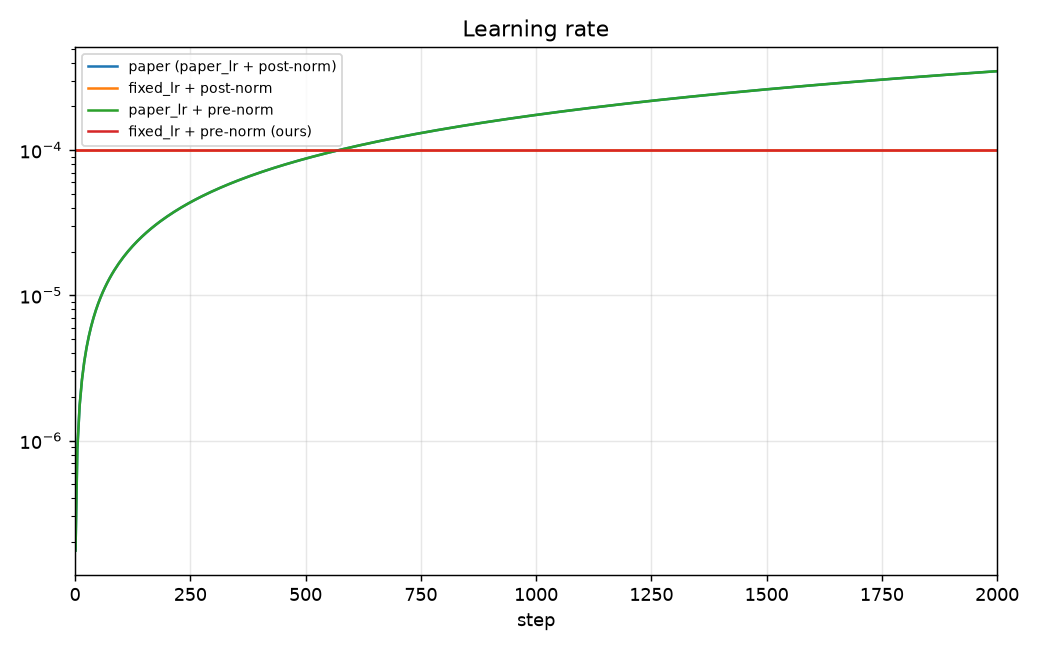 Learning rate
paper (paper_lr + post-norm)
fixed_lr + post-norm
paper_lr + pre-norm
fixed_lr + pre-norm (ours)
10⁻⁴
10⁻⁵
10⁻⁶
0 250 500 750 1000 1250 1500 1750 2000
step